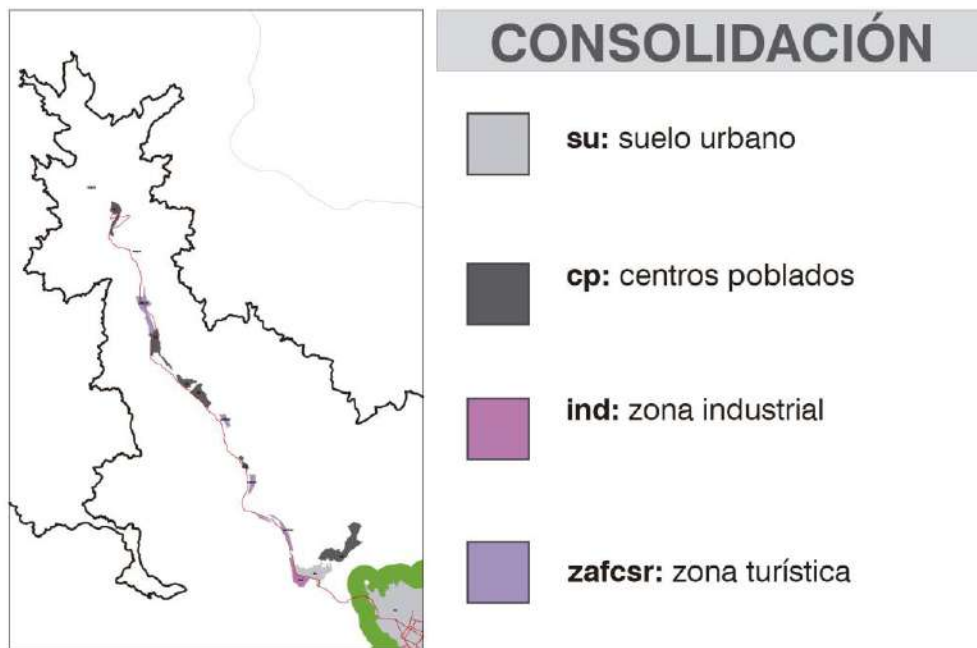 CONSOLIDACIÓN
su: suelo urbano
cp: centros poblados
ind: zona industrial
zafcsr: zona turística